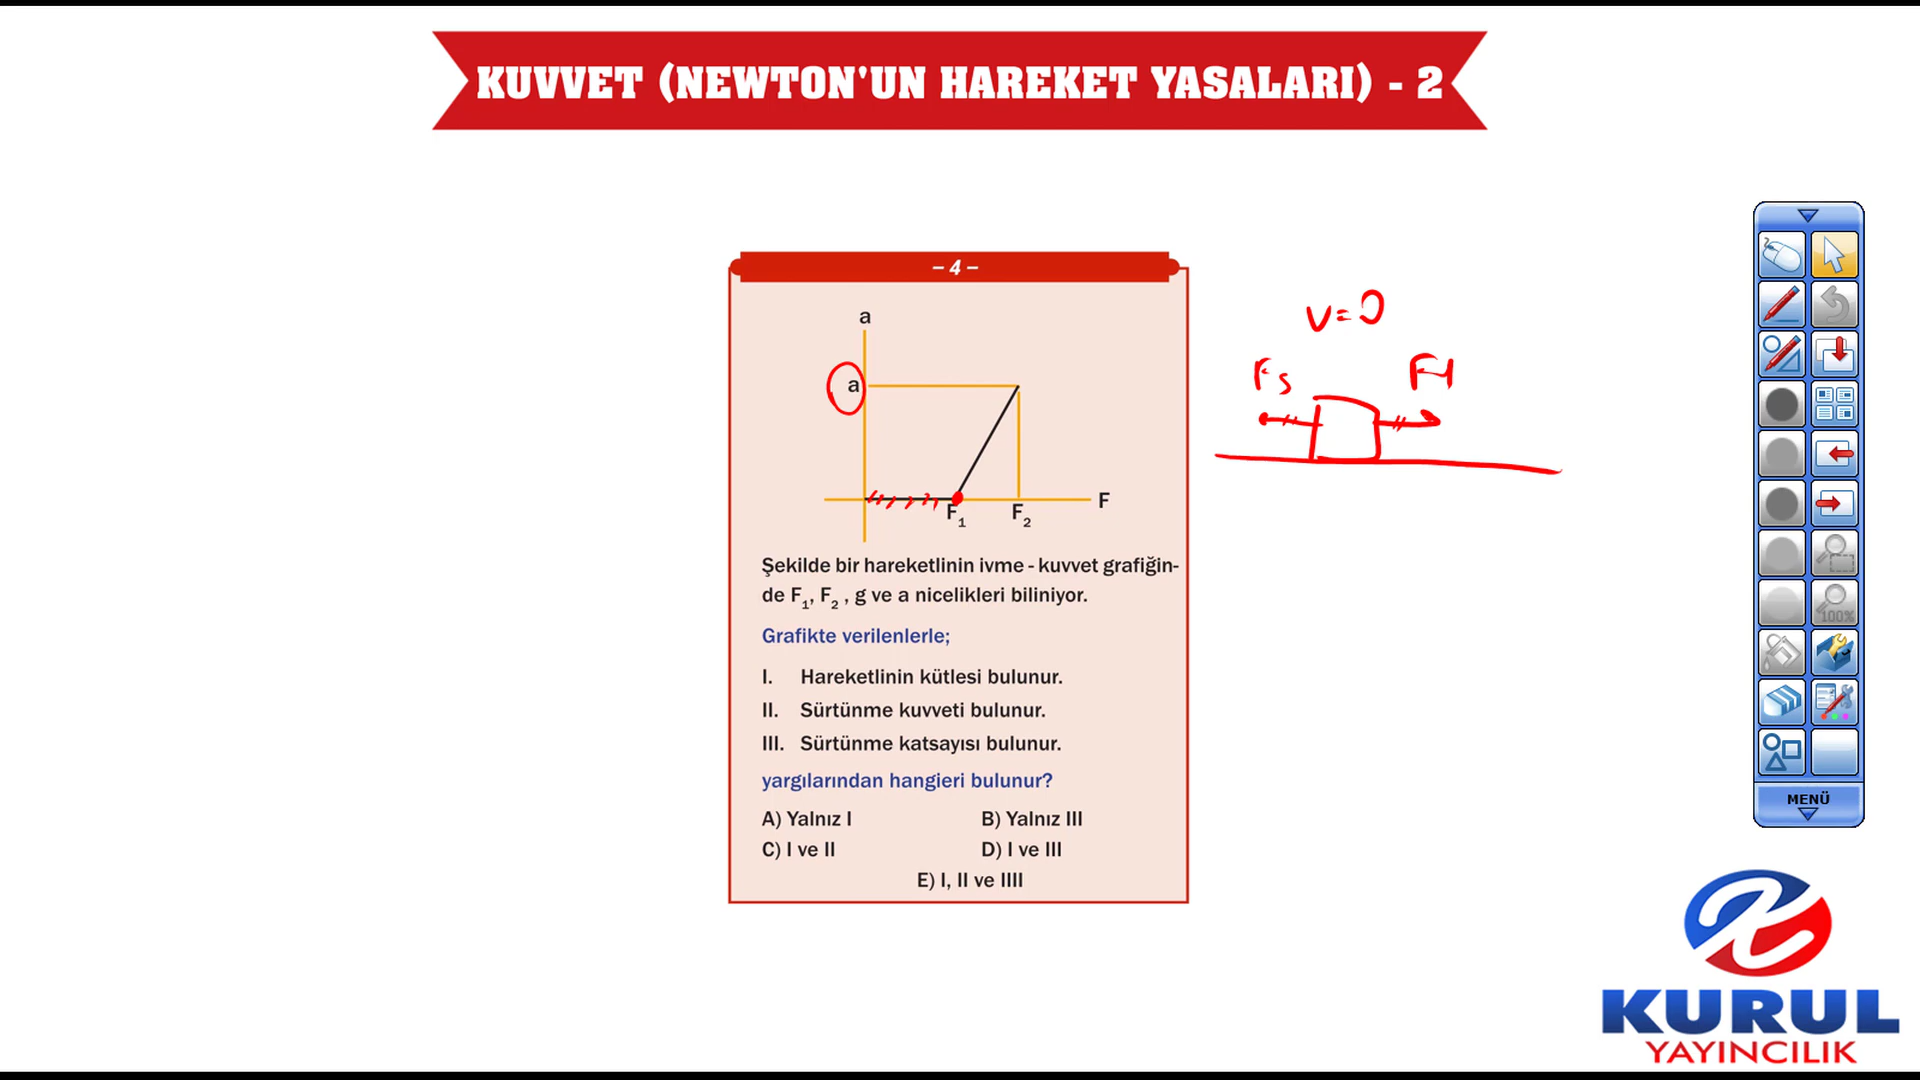 KUVVET (NEWTON'UN HAREKET YASALARI) - 2
– 4 –
a
a
F₁
F₂
F
V=0
Fs
F1
Şekilde bir hareketlinin ivme - kuvvet grafiğin-
de F₁, F₂ , g ve a nicelikleri biliniyor.
Grafikte verilenlerle;
I. Hareketlinin kütlesi bulunur.
II. Sürtünme kuvveti bulunur.
III. Sürtünme katsayısı bulunur.
yargılarından hangieri bulunur?
A) Yalnız I B) Yalnız III
C) I ve II D) I ve III
E) I, II ve IIII
100%
MENÜ
KURUL
YAYINCILIK